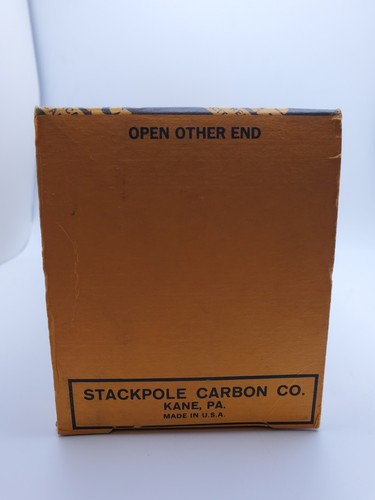 OPEN OTHER END
STACKPOLE CARBON CO.
KANE, PA.
MADE IN U.S.A.